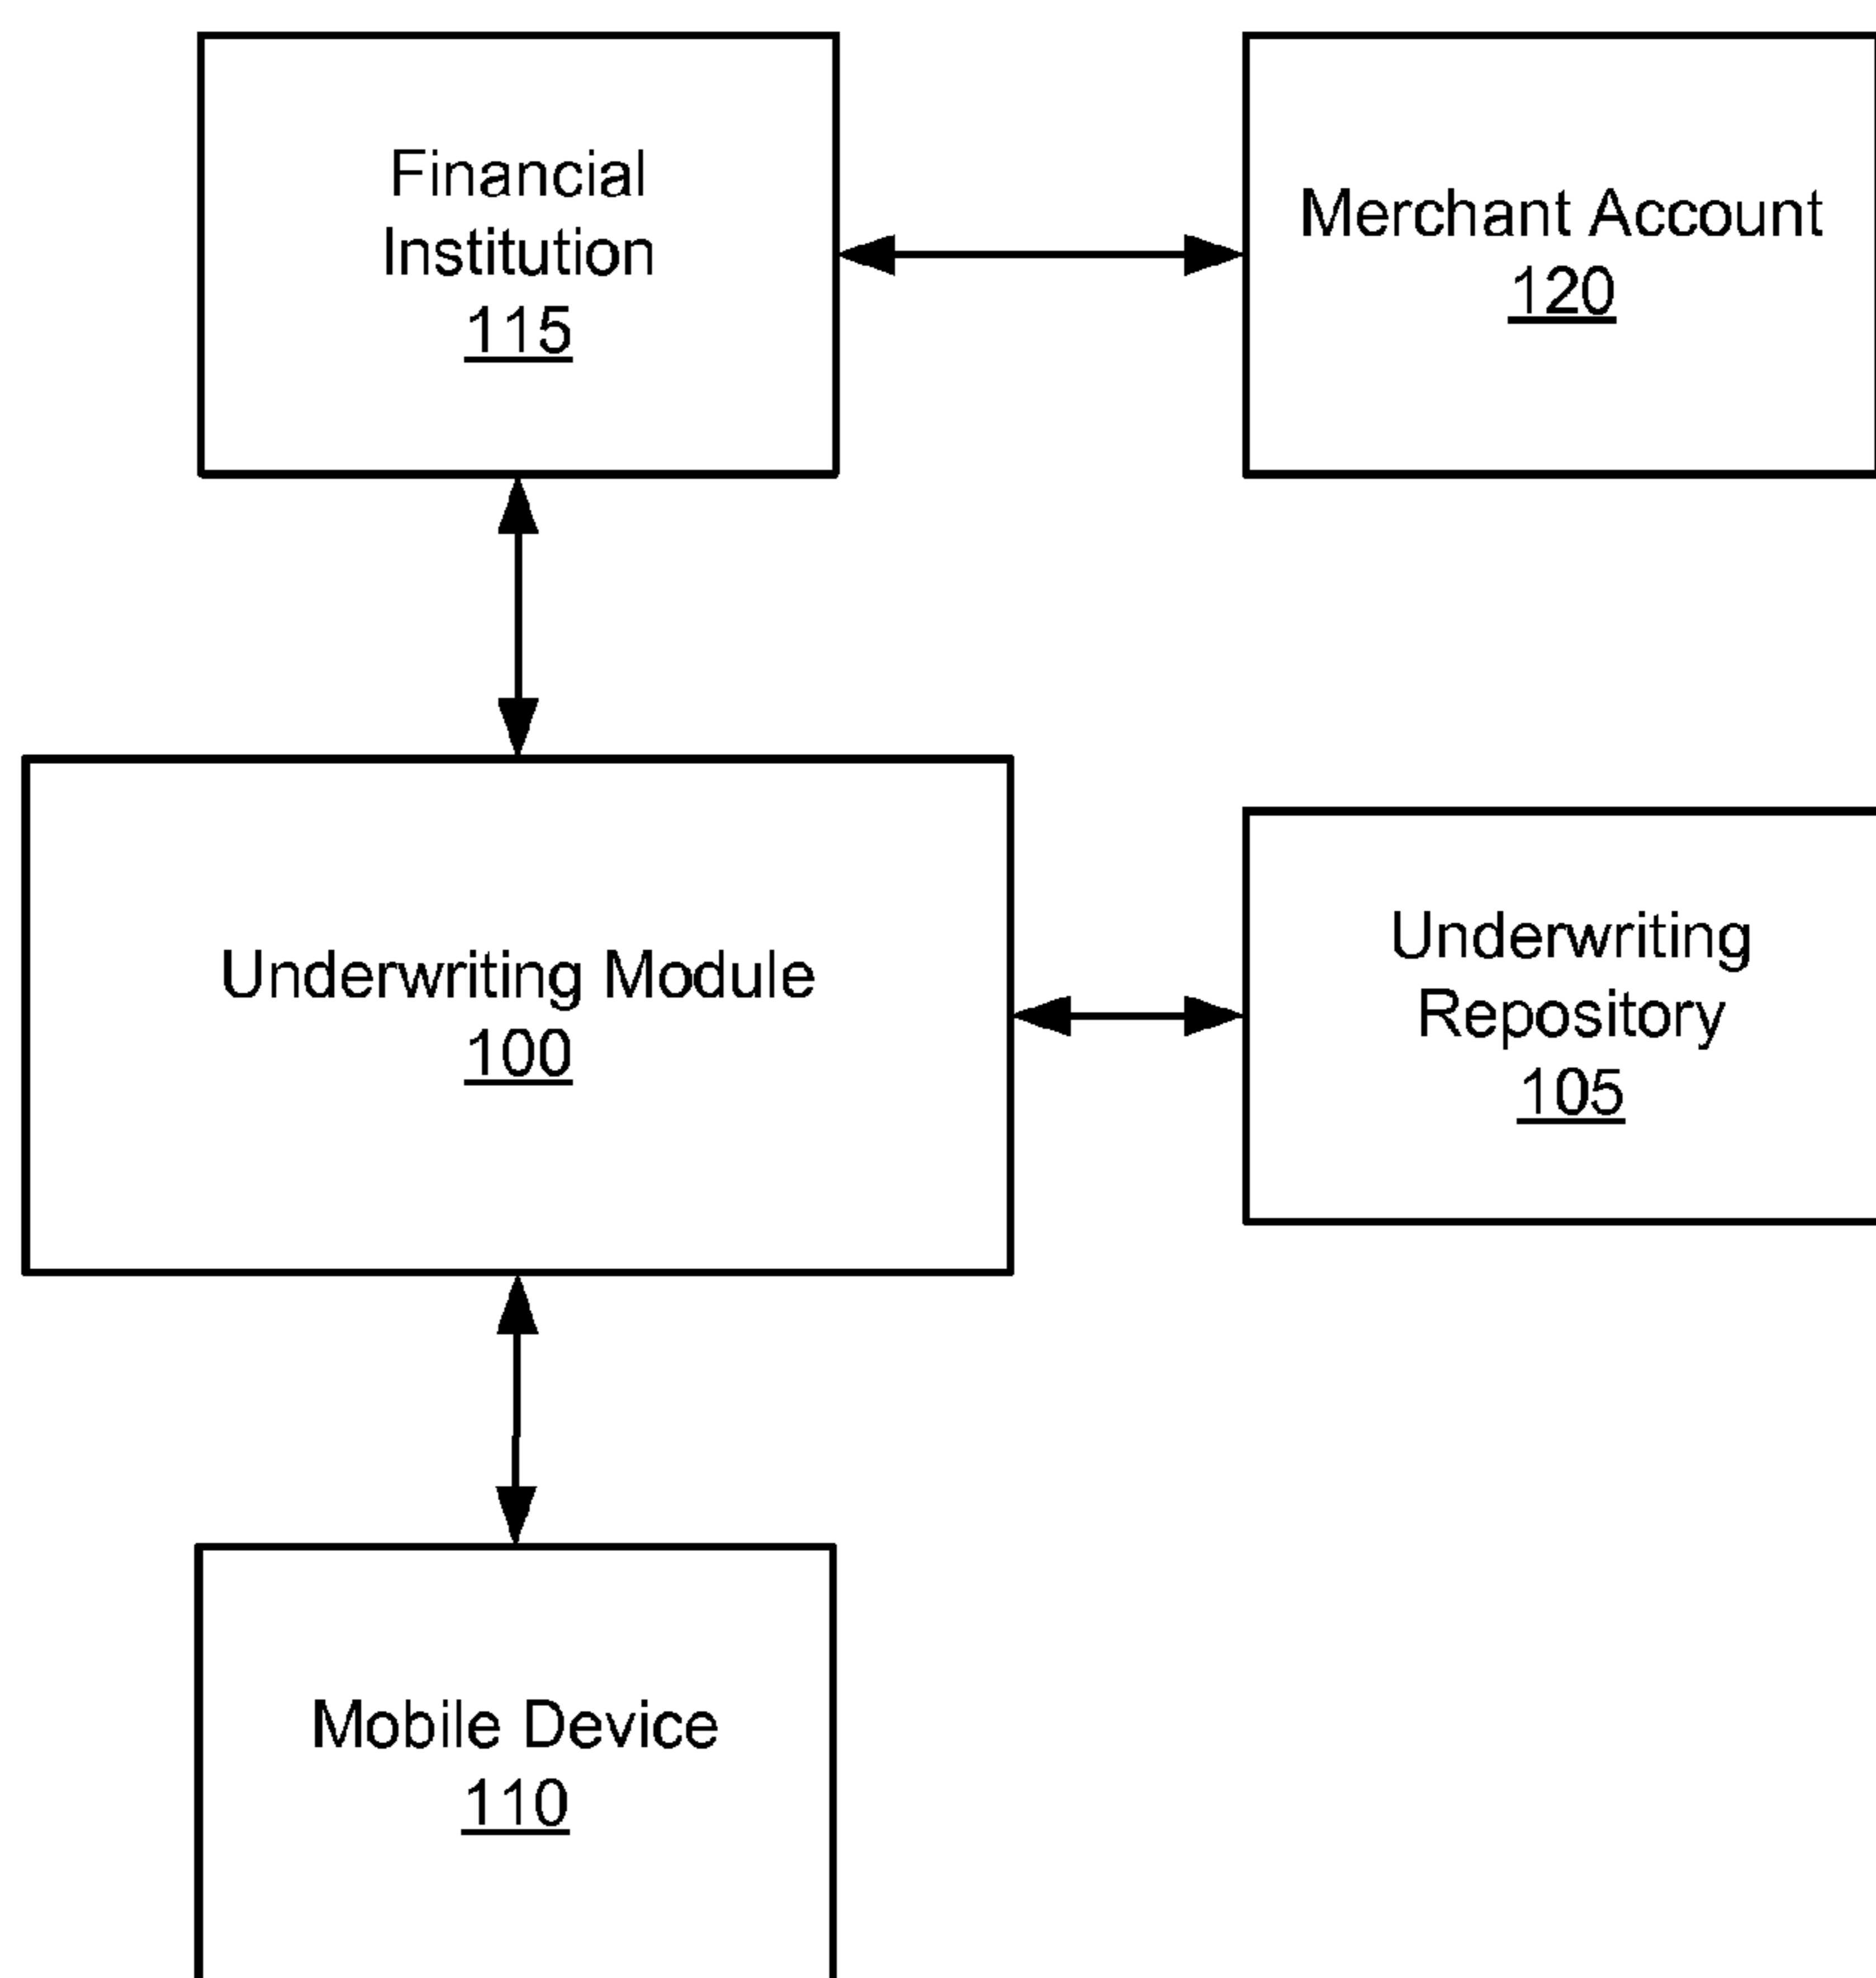 Financial
Institution
115
Merchant Account
120
Underwriting Module
100
Underwriting
Repository
105
Mobile Device
110